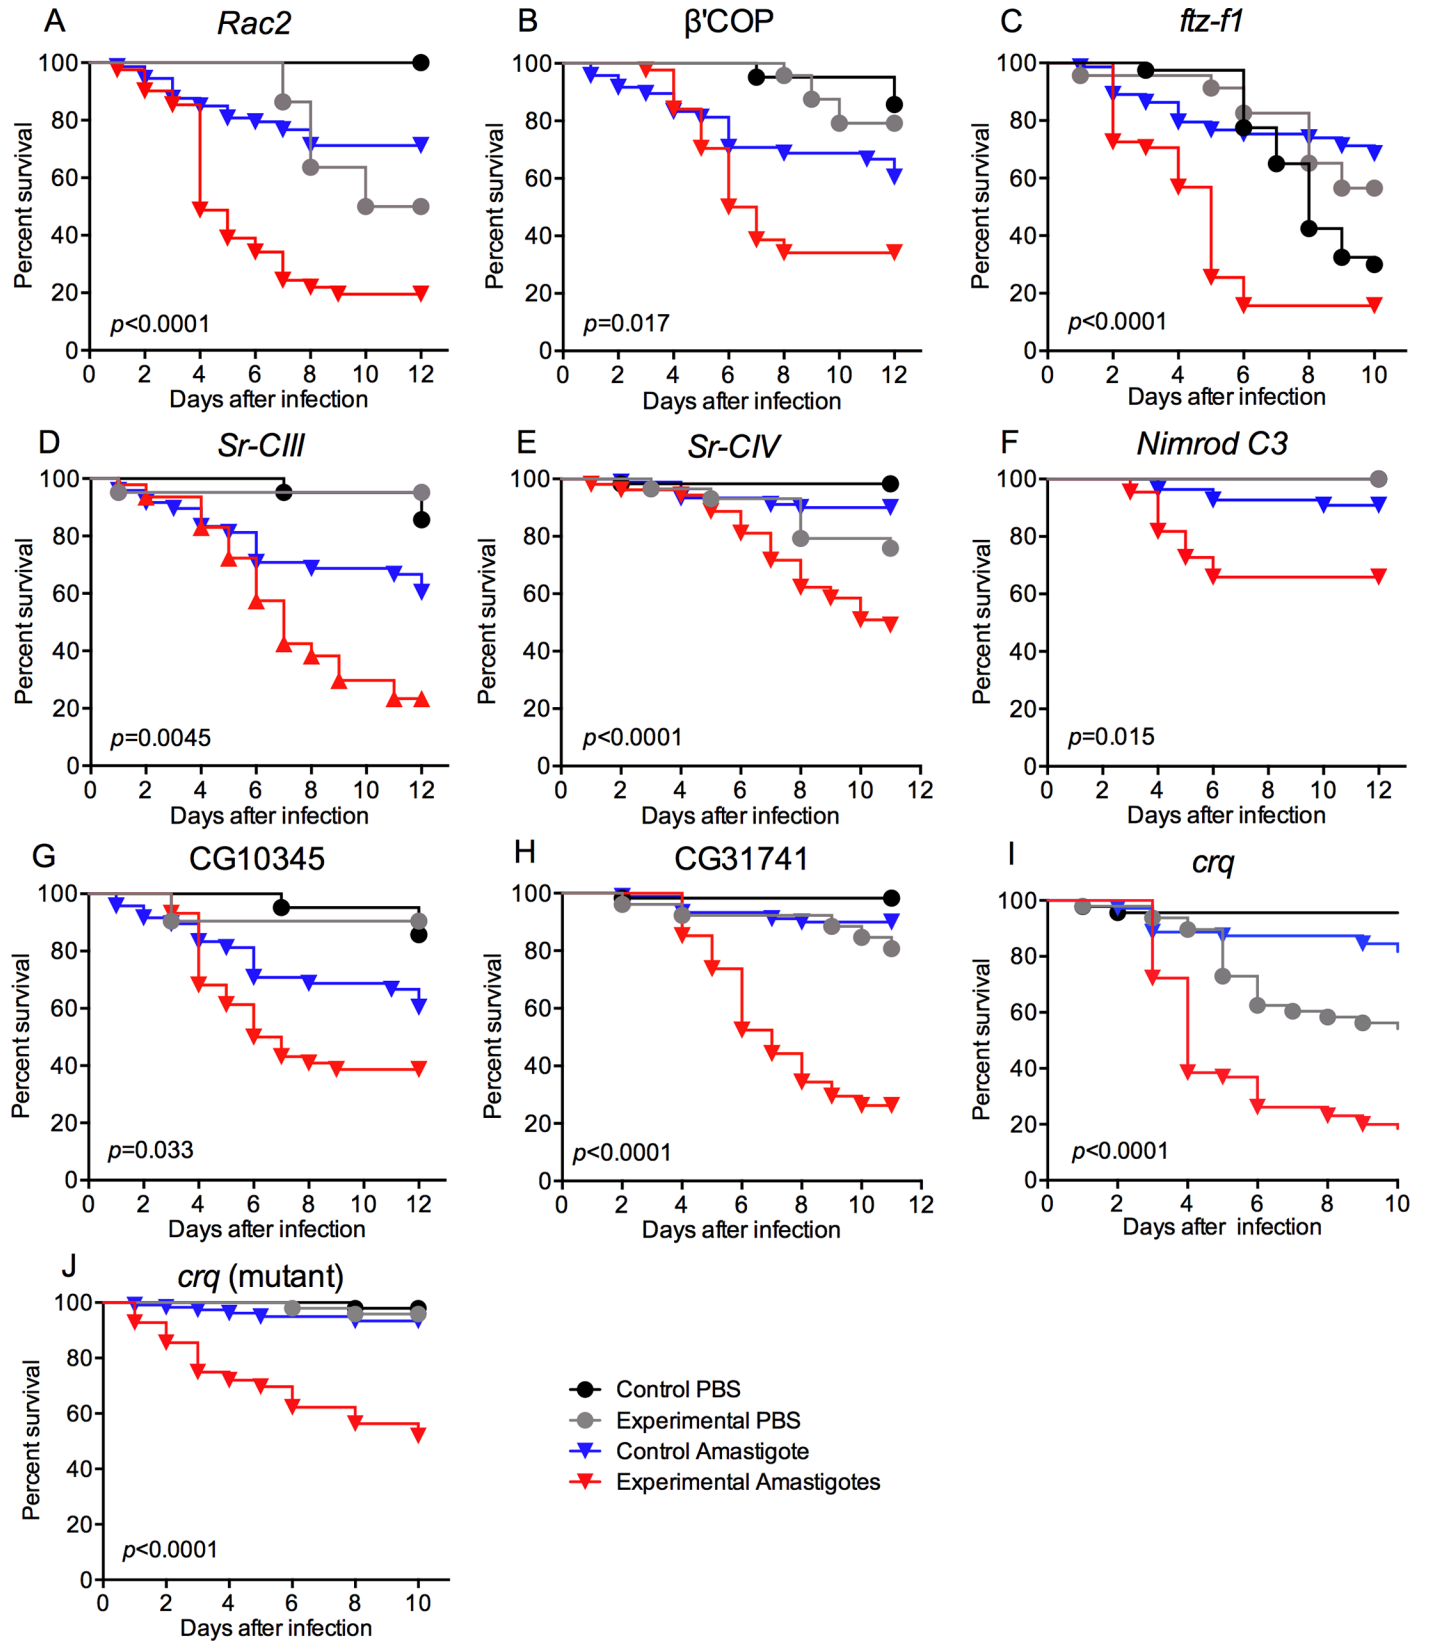 A
Rac2
Percent survival
100
80
60
40
20
0
p<0.0001
0 2 4 6 8 10 12
Days after infection
B
β'COP
Percent survival
100
80
60
40
20
0
p=0.017
0 2 4 6 8 10 12
Days after infection
C
ftz-f1
Percent survival
100
80
60
40
20
0
p<0.0001
0 2 4 6 8 10
Days after infection
D
Sr-CIII
Percent survival
100
80
60
40
20
0
p=0.0045
0 2 4 6 8 10 12
Days after infection
E
Sr-CIV
Percent survival
100
80
60
40
20
0
p<0.0001
0 2 4 6 8 10 12
Days after infection
F
Nimrod C3
Percent survival
100
80
60
40
20
0
p=0.015
0 2 4 6 8 10 12
Days after infection
G
CG10345
Percent survival
100
80
60
40
20
0
p=0.033
0 2 4 6 8 10 12
Days after infection
H
CG31741
Percent survival
100
80
60
40
20
0
p<0.0001
0 2 4 6 8 10 12
Days after infection
I
crq
Percent survival
100
80
60
40
20
0
p<0.0001
0 2 4 6 8 10
Days after infection
J
crq (mutant)
Percent survival
100
80
60
40
20
0
p<0.0001
0 2 4 6 8 10
Days after infection
Control PBS
Experimental PBS
Control Amastigote
Experimental Amastigotes